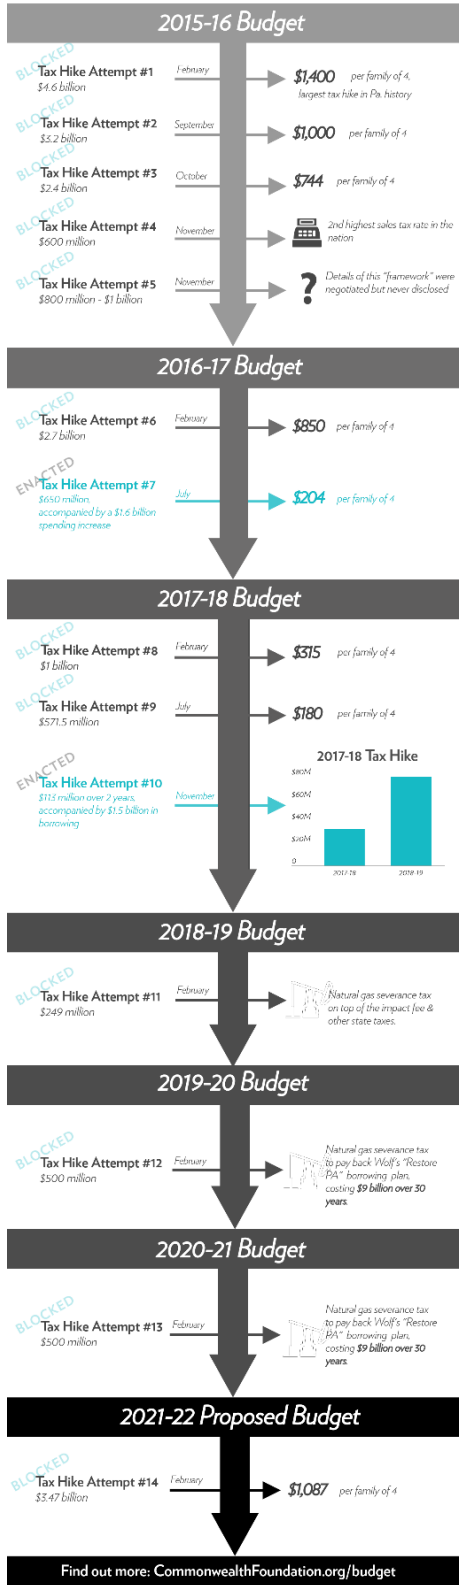 2015-16 Budget
BLOCKED
Tax Hike Attempt #1
$4.6 billion
February
$1,400 per family of 4,
largest tax hike in Pa. history
BLOCKED
Tax Hike Attempt #2
$3.2 billion
September
$1,000 per family of 4
BLOCKED
Tax Hike Attempt #3
$2.4 billion
October
$744 per family of 4
BLOCKED
Tax Hike Attempt #4
$600 million
November
2nd highest sales tax rate in the
nation
BLOCKED
Tax Hike Attempt #5
$800 million - $1 billion
November
?
Details of this "framework" were
negotiated but never disclosed
2016-17 Budget
BLOCKED
Tax Hike Attempt #6
$2.7 billion
February
$850 per family of 4
ENACTED
Tax Hike Attempt #7
$650 million,
accompanied by a $1.6 billion
spending increase
July
$204 per family of 4
2017-18 Budget
BLOCKED
Tax Hike Attempt #8
$1 billion
February
$315 per family of 4
BLOCKED
Tax Hike Attempt #9
$571.5 million
July
$180 per family of 4
ENACTED
Tax Hike Attempt #10
$113 million over 2 years,
accompanied by $1.5 billion in
borrowing
November
2017-18 Tax Hike
$80M
$60M
$40M
$20M
0
2017-18
2018-19
2018-19 Budget
BLOCKED
Tax Hike Attempt #11
$249 million
February
Natural gas severance tax
on top of the impact fee &
other state taxes.
2019-20 Budget
BLOCKED
Tax Hike Attempt #12
$500 million
February
Natural gas severance tax
to pay back Wolf's "Restore
PA" borrowing plan,
costing $9 billion over 30
years.
2020-21 Budget
BLOCKED
Tax Hike Attempt #13
$500 million
February
Natural gas severance tax
to pay back Wolf's "Restore
PA" borrowing plan,
costing $9 billion over 30
years.
2021-22 Proposed Budget
BLOCKED
Tax Hike Attempt #14
$3.47 billion
February
$1,087 per family of 4
Find out more: CommonwealthFoundation.org/budget